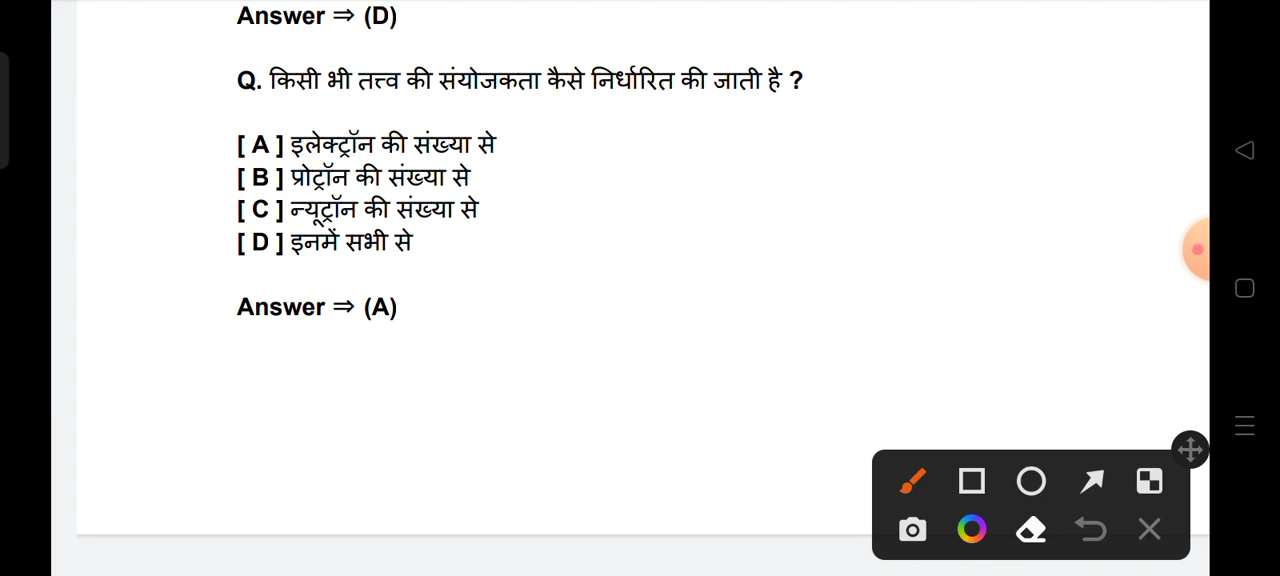 Answer ⇒ (D)
Q. किसी भी तत्त्व की संयोजकता कैसे निर्धारित की जाती है ?
[ A ] इलेक्ट्रॉन की संख्या से
[ B ] प्रोट्रॉन की संख्या से
[ C ] न्यूट्रॉन की संख्या से
[ D ] इनमें सभी से
Answer ⇒ (A)